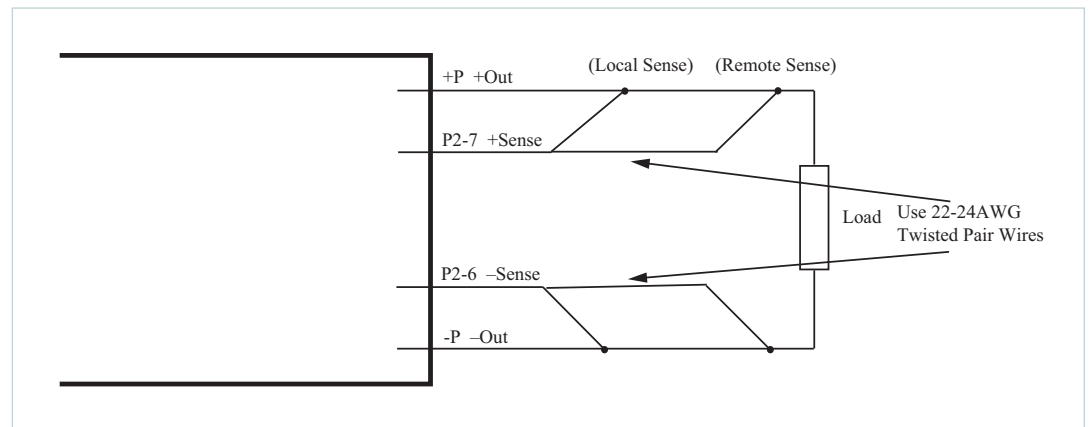 (Local Sense) (Remote Sense)
+P +Out
P2-7 +Sense
Load
Use 22-24AWG
Twisted Pair Wires
P2-6 –Sense
-P –Out